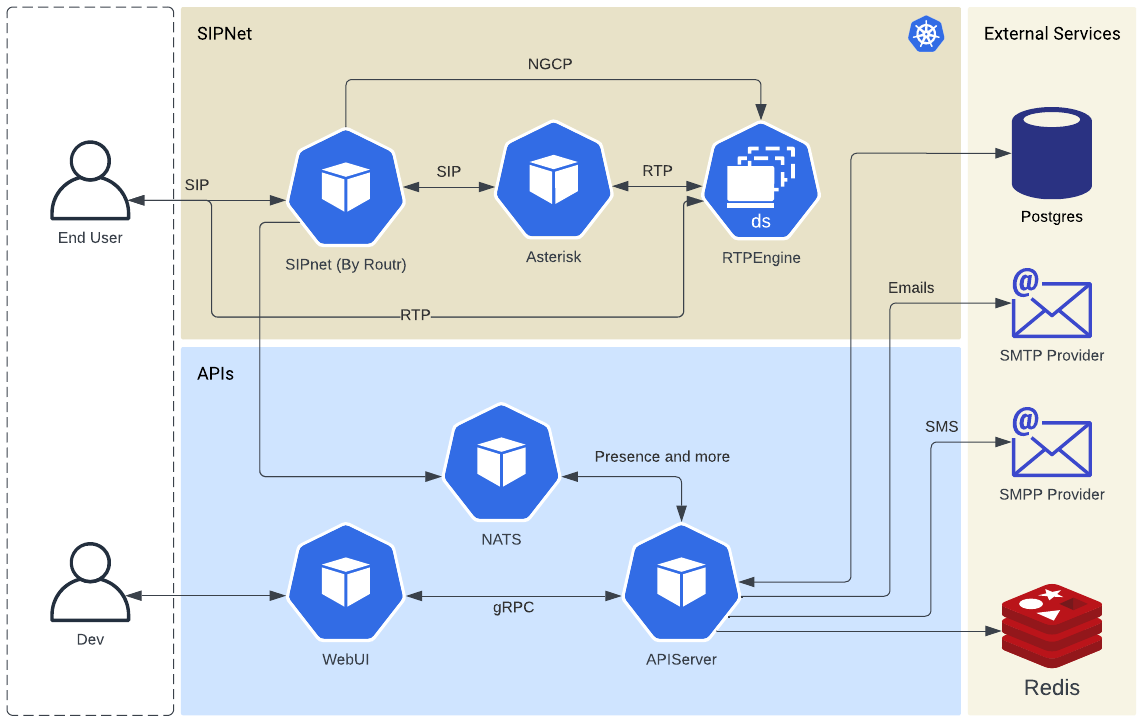 SIPNet
External Services
NGCP
SIP
SIP
RTP
ds
End User
SIPnet (By Routr)
Asterisk
RTPEngine
Postgres
RTP
Emails
SMTP Provider
APIs
SMS
Presence and more
SMPP Provider
NATS
gRPC
Dev
WebUI
APIServer
Redis
@
@